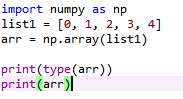 import numpy as np
list1 = [0, 1, 2, 3, 4]
arr = np.array(list1)
print(type(arr))
print(arr)